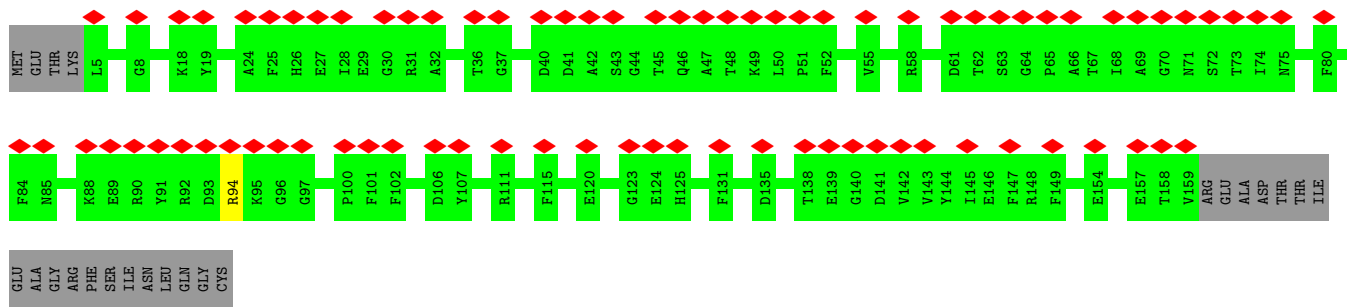 MET GLU THR LYS L5 G8 K18 Y19 A24 F25 H26 E27 I28 E29 G30 R31 A32 T36 G37 D40 D41 A42 S43 G44 T45 Q46 A47 T48 K49 L50 P51 F52 V55 R58 D61 T62 S63 G64 P65 A66 T67 I68 A69 G70 N71 S72 T73 I74 N75 F80
F84 N85 K88 E89 R90 Y91 R92 D93 R94 K95 G96 G97 P100 F101 F102 D106 Y107 R111 F115 E120 G123 E124 H125 F131 D135 T138 E139 G140 D141 V142 V143 Y144 I145 E146 F147 R148 F149 E154 E157 T158 V159 ARG GLU ALA ASP THR THR ILE
GLU ALA GLY ARG PHE SER ILE ASN LEU GLN GLY CYS